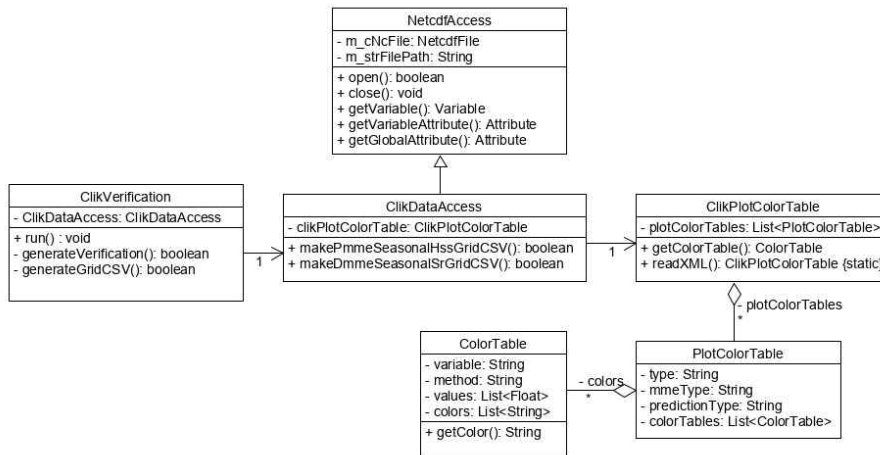 NetcdfAccess
- m_cNcFile: NetcdfFile
- m_strFilePath: String
+ open(): boolean
+ close(): void
+ getVariable(): Variable
+ getVariableAttribute(): Attribute
+ getGlobalAttribute(): Attribute
ClikVerification
- ClikDataAccess: ClikDataAccess
+ run() : void
- generateVerification(): boolean
- generateGridCSV(): boolean
1
ClikDataAccess
- clikPlotColorTable: ClikPlotColorTable
+ makePmmeSeasonalHssGridCSV(): boolean
+ makeDmmeSeasonalSrGridCSV(): boolean
1
ClikPlotColorTable
- plotColorTables: List<PlotColorTable>
+ getColorTable(): ColorTable
+ readXML(): ClikPlotColorTable {static}
- plotColorTables
*
ColorTable
- variable: String
- method: String
- values: List<Float>
- colors: List<String>
+ getColor(): String
- colors
*
PlotColorTable
- type: String
- mmeType: String
- predictionType: String
- colorTables: List<ColorTable>